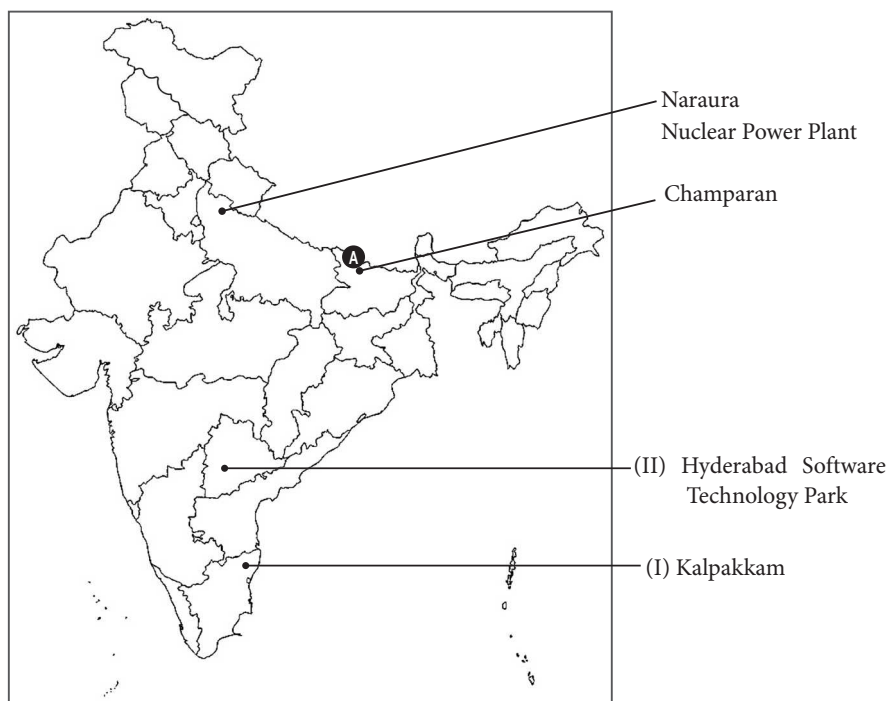 Naraura
Nuclear Power Plant
Champaran
A
(II) Hyderabad Software
Technology Park
(I) Kalpakkam